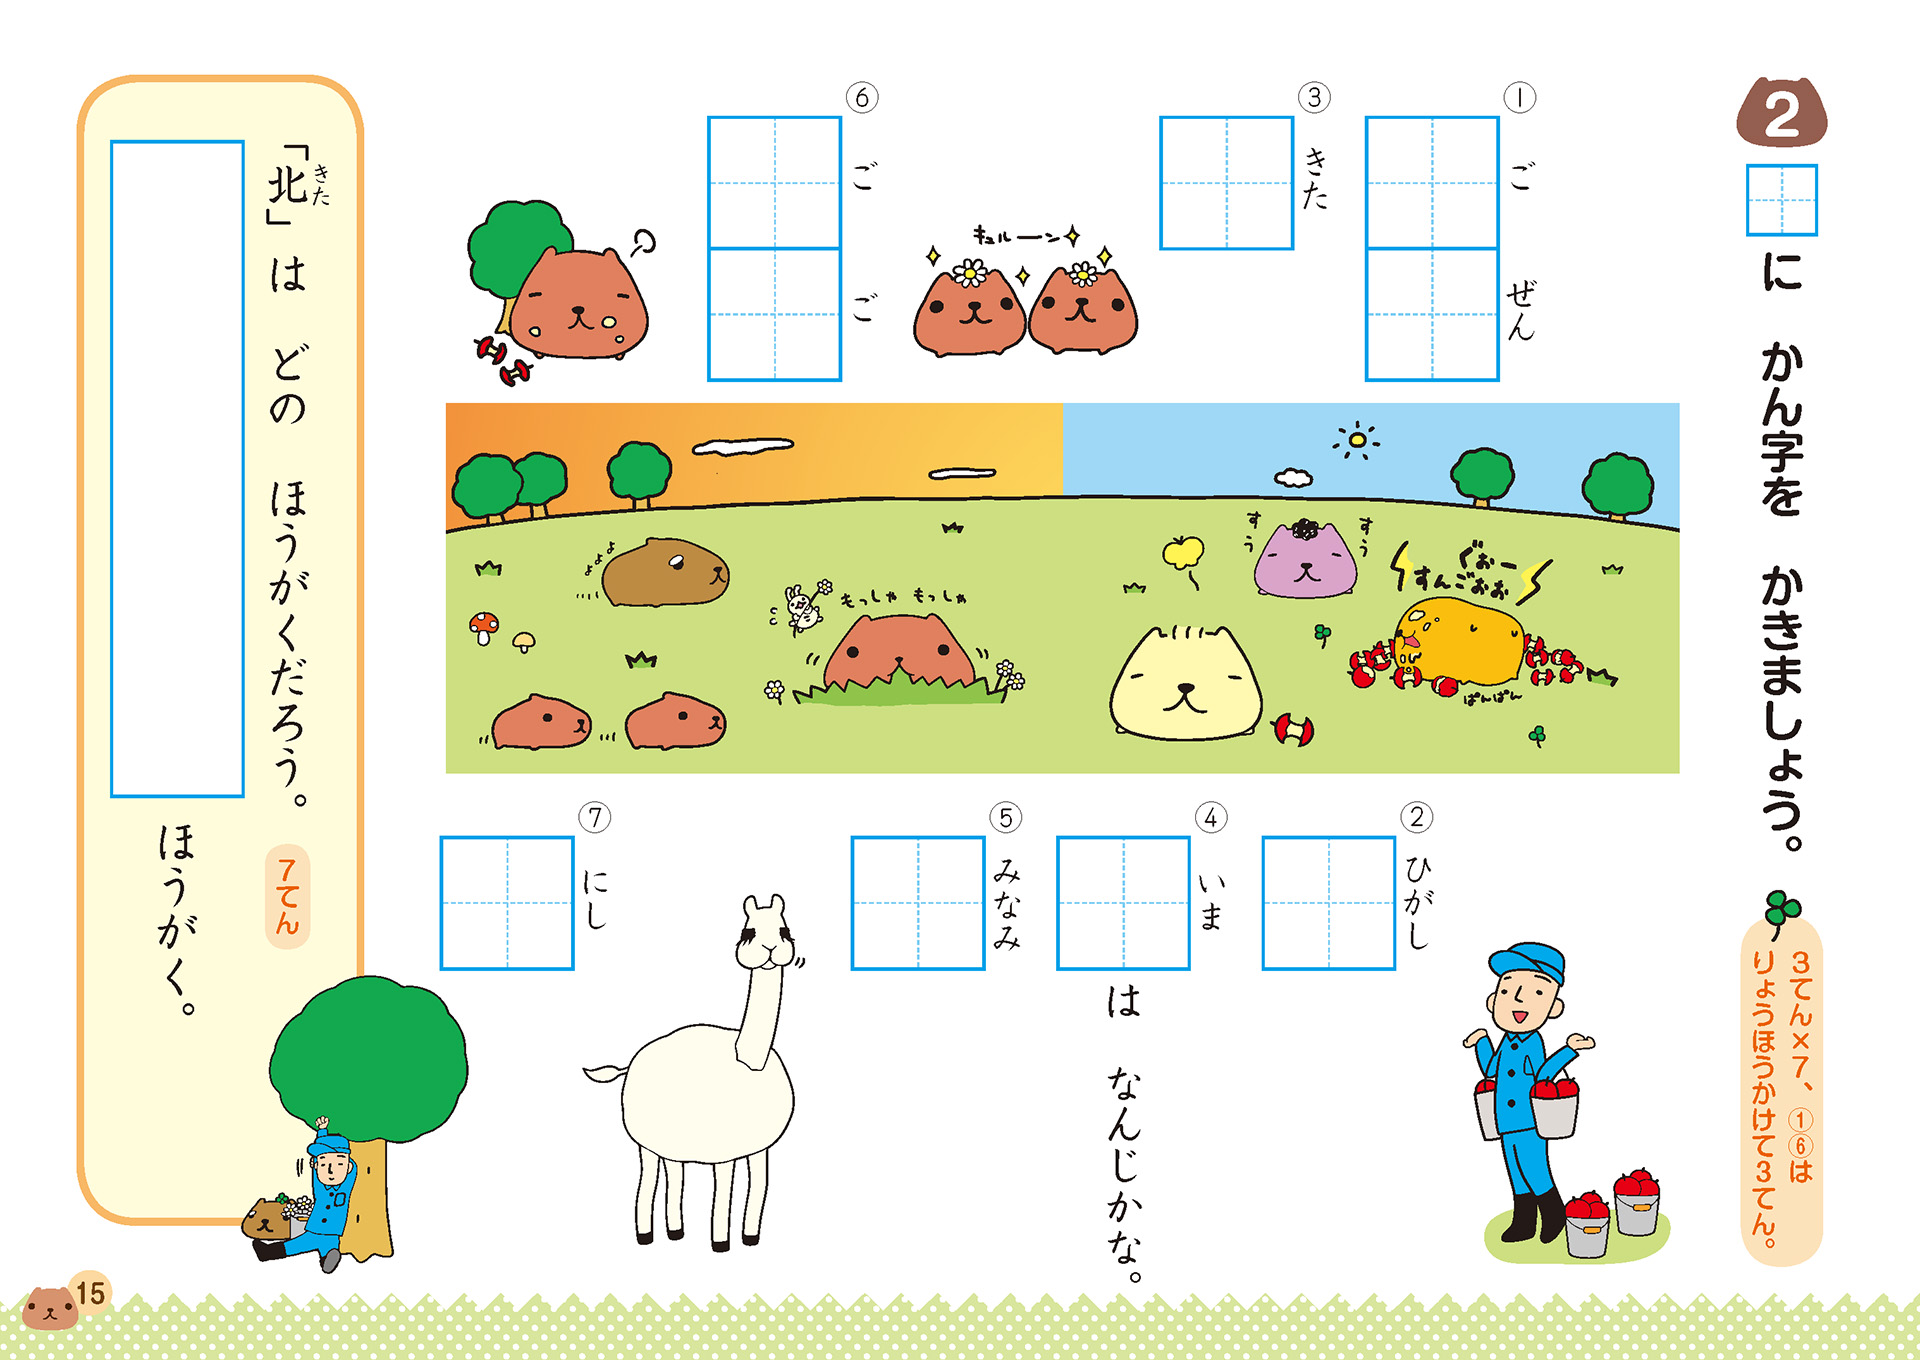 2
に かん字を かきましょう。
3てん×7、①⑥は
りょうほうかけて3てん。
①
ご
ぜん
②
ひがし
③
きた
④
いま
は なんじかな。
⑤
みなみ
⑥
ご
ご
⑦
にし
キュルーン
すう
すう
ぐぉー
すんごぉぉ
ぱんぱん
もっしゃ もっしゃ
よよよ
きた
「北」は どの ほうがくだろう。
7てん
ほうがく。
15